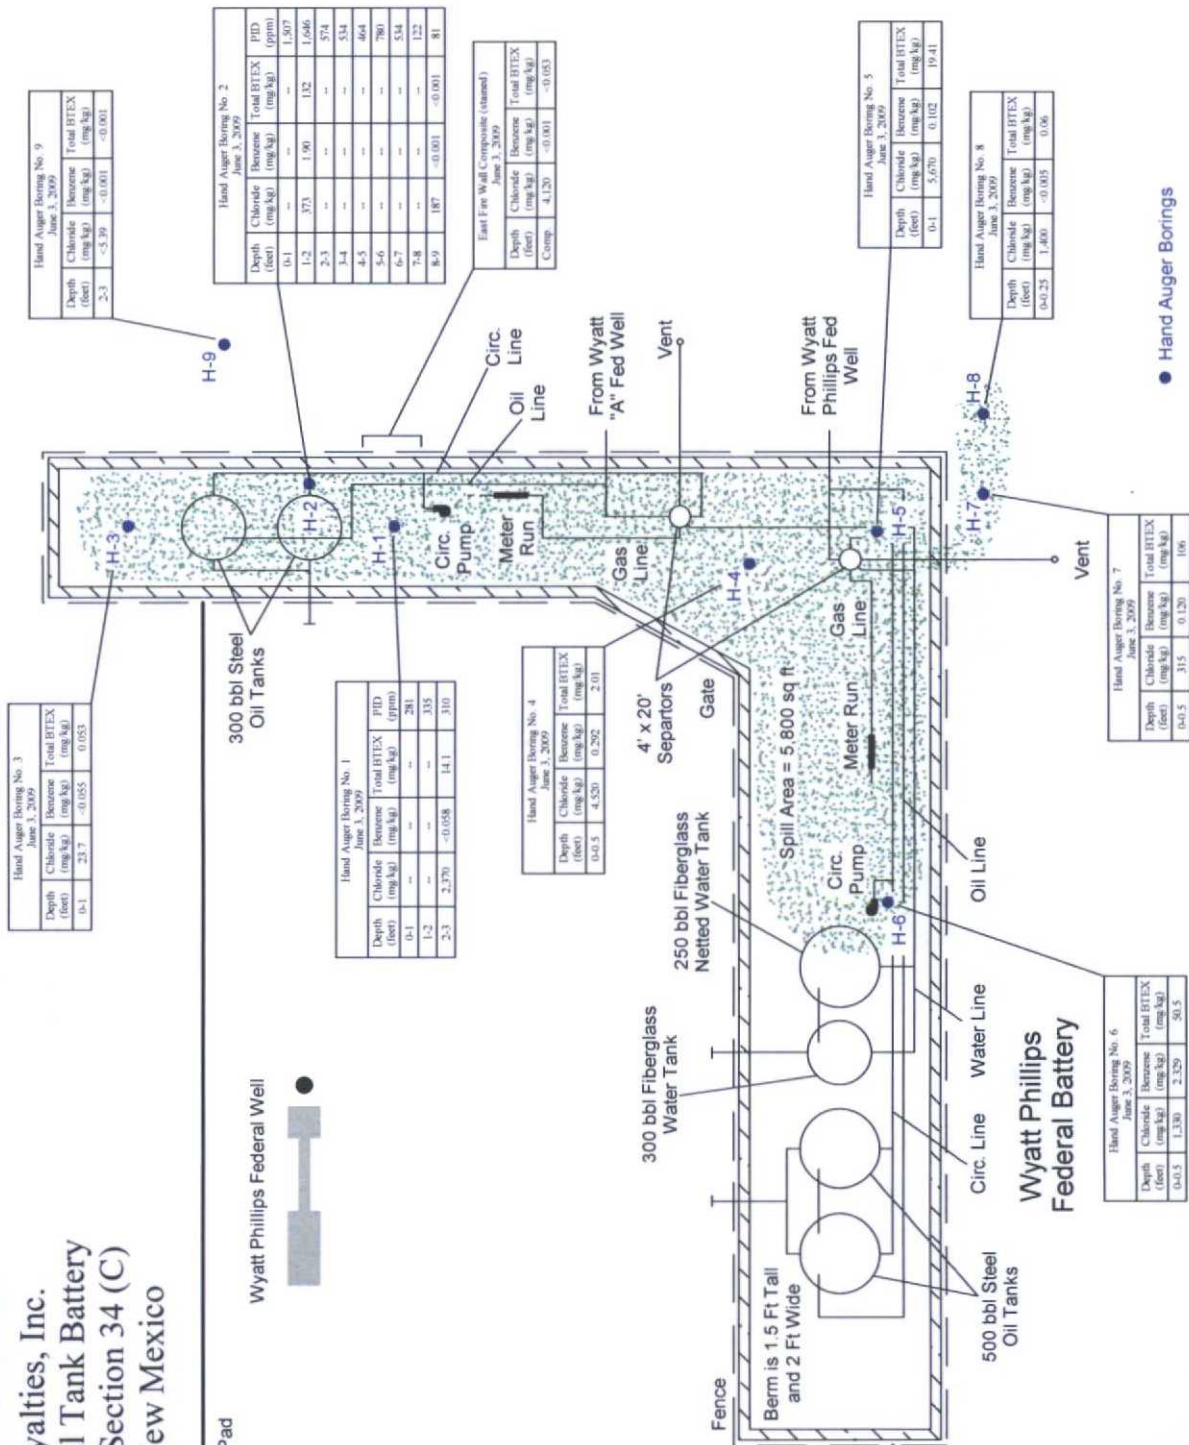 yalties, Inc.
l Tank Battery
Section 34 (C)
ew Mexico
Pad
Wyatt Phillips Federal Well
Hand Auger Boring No. 3
June 3, 2009
Depth (feet) Chloride (mg/kg) Benzene (mg/kg) Total BTEX (mg/kg)
0-1 23.7 <0.055 0.053
Hand Auger Boring No. 9
June 3, 2009
Depth (feet) Chloride (mg/kg) Benzene (mg/kg) Total BTEX (mg/kg)
2-3 <5.39 <0.001 <0.001
Hand Auger Boring No. 2
June 3, 2009
Depth (feet) Chloride (mg/kg) Benzene (mg/kg) Total BTEX (mg/kg) PID (ppm)
0-1 -- -- -- 1,507
1-2 373 1.90 132 1,646
2-3 -- -- -- 574
3-4 -- -- -- 534
4-5 -- -- -- 464
5-6 -- -- -- 780
6-7 -- -- -- 534
7-8 -- -- -- 122
8-9 187 <0.001 <0.001 81
H-3
H-9
300 bbl Steel
Oil Tanks
H-2
Hand Auger Boring No. 1
June 3, 2009
Depth (feet) Chloride (mg/kg) Benzene (mg/kg) Total BTEX (mg/kg) PID (ppm)
0-1 -- -- -- 281
1-2 -- -- -- 335
2-3 2,370 <0.058 14.1 310
H-1
East Fire Wall Composite (stained)
June 3, 2009
Depth (feet) Chloride (mg/kg) Benzene (mg/kg) Total BTEX (mg/kg)
Comp. 4,120 <0.001 <0.053
Circ.
Pump
Circ.
Line
Oil
Line
Meter
Run
Hand Auger Boring No. 4
June 3, 2009
Depth (feet) Chloride (mg/kg) Benzene (mg/kg) Total BTEX (mg/kg)
0-0.5 4,520 0.292 2.01
Gas
Line
From Wyatt
"A" Fed Well
Vent
4' x 20'
Separtors
Gate
H-4
From Wyatt
Phillips Fed
Well
Fence
Berm is 1.5 Ft Tall
and 2 Ft Wide
300 bbl Fiberglass
Water Tank
250 bbl Fiberglass
Netted Water Tank
Spill Area = 5,800 sq ft
Circ.
Pump
Meter Run
Gas
Line
H-5
H-6
Hand Auger Boring No. 5
June 3, 2009
Depth (feet) Chloride (mg/kg) Benzene (mg/kg) Total BTEX (mg/kg)
0-1 5,670 0.102 19.41
500 bbl Steel
Oil Tanks
Circ. Line
Water Line
Oil Line
H-7
H-8
Hand Auger Boring No. 8
June 3, 2009
Depth (feet) Chloride (mg/kg) Benzene (mg/kg) Total BTEX (mg/kg)
0-0.25 1,400 <0.005 0.06
Wyatt Phillips
Federal Battery
Vent
Hand Auger Boring No. 6
June 3, 2009
Depth (feet) Chloride (mg/kg) Benzene (mg/kg) Total BTEX (mg/kg)
0-0.5 1,330 2.329 50.5
Hand Auger Boring No. 7
June 3, 2009
Depth (feet) Chloride (mg/kg) Benzene (mg/kg) Total BTEX (mg/kg)
0-0.5 315 0.120 106
Hand Auger Borings